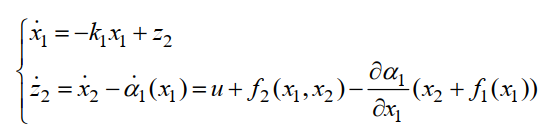 ẋ₁ = −k₁x₁ + z₂
ż₂ = ẋ₂ − α̇₁(x₁) = u + f₂(x₁, x₂) − ∂α₁/∂x₁ (x₂ + f₁(x₁))